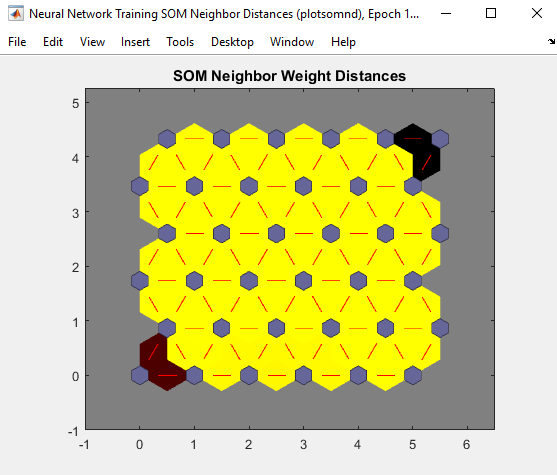 Neural Network Training SOM Neighbor Distances (plotsomnd), Epoch 1...
File Edit View Insert Tools Desktop Window Help
SOM Neighbor Weight Distances
5
4
3
2
1
0
-1
-1 0 1 2 3 4 5 6